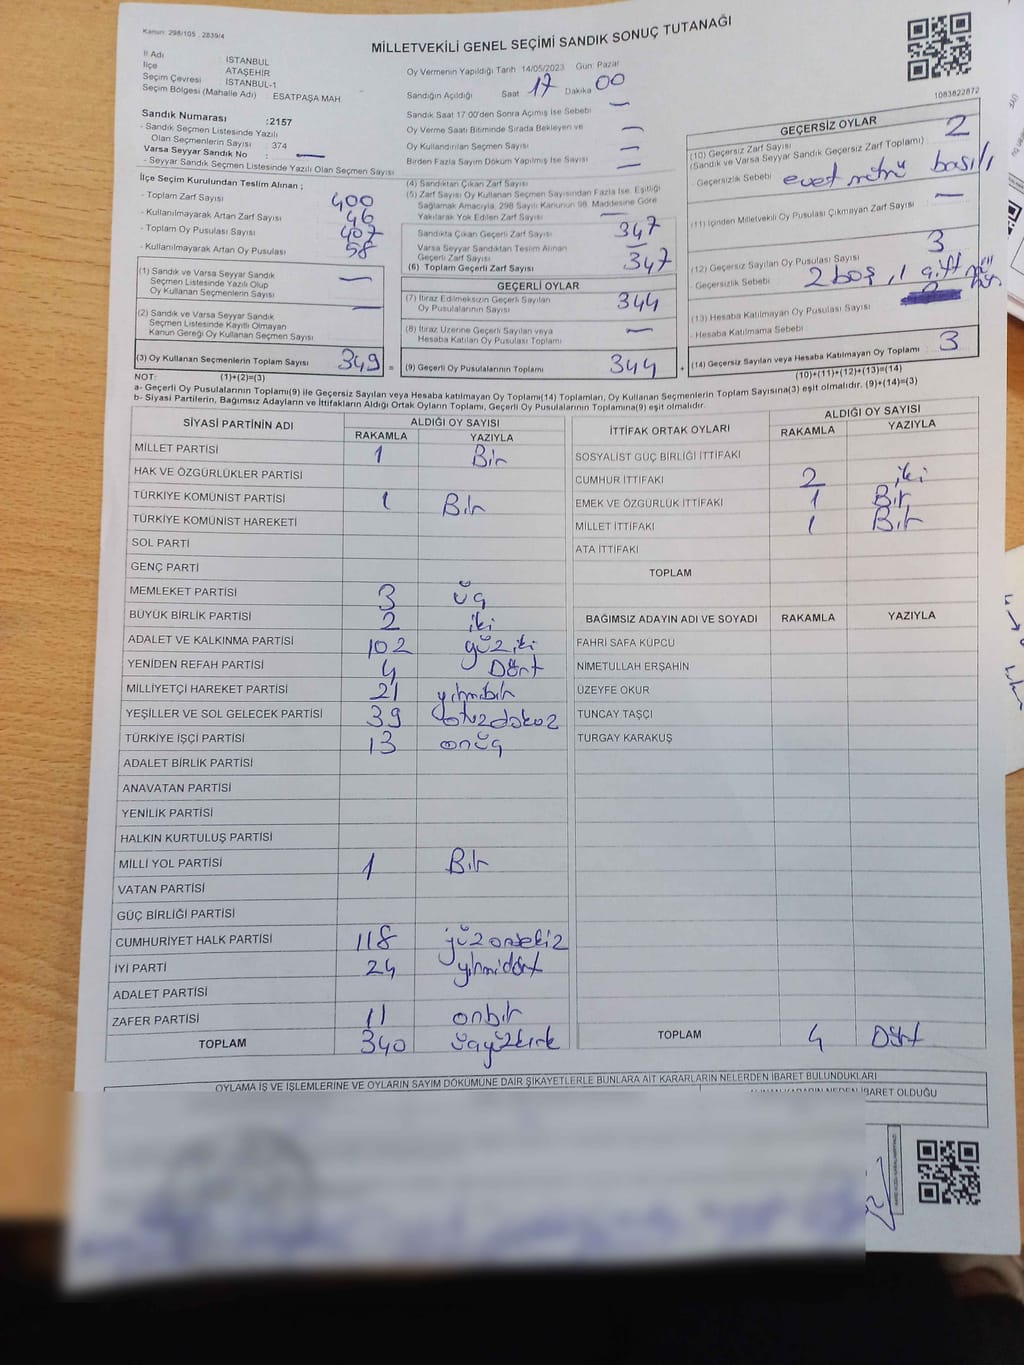 Kanun: 298/105 , 2839/4
MİLLETVEKİLİ GENEL SEÇİMİ SANDIK SONUÇ TUTANAĞI
1083822872
İl Adı İSTANBUL
İlçe ATAŞEHİR
Seçim Çevresi İSTANBUL-1
Seçim Bölgesi (Mahalle Adı) ESATPAŞA MAH
Sandık Numarası :2157
- Sandık Seçmen Listesinde Yazılı
Olan Seçmenlerin Sayısı : 374
Varsa Seyyar Sandık No : —
- Seyyar Sandık Listesinde Yazılı Olan Seçmen Sayısı
İlçe Seçim Kurulundan Teslim Alınan ;
- Toplam Zarf Sayısı 400
- Kullanılmayarak Artan Zarf Sayısı 46
- Toplam Oy Pusulası Sayısı 407
- Kullanılmayarak Artan Oy Pusulası 58
(1) Sandık ve Varsa Seyyar Sandık
Seçmen Listesinde Yazılı Olup
Oy Kullanan Seçmenlerin Sayısı —
(2) Sandık ve Varsa Seyyar Sandık
Seçmen Listesinde Kayıtlı Olmayan
Kanun Gereği Oy Kullanan Seçmen Sayısı —
(3) Oy Kullanan Seçmenlerin Toplam Sayısı 349 =
Oy Vermenin Yapıldığı Tarih 14/05/2023 Gün: Pazar
Sandığın Açıldığı Saat 17 Dakika 00
Sandık Saat 17:00'den Sonra Açılmış İse Sebebi —
Oy Verme Saati Bitiminde Sırada Bekleyen ve
Oy Kullandırılan Seçmen Sayısı —
Birden Fazla Sayım Döküm Yapılmış İse Sayısı —
(4) Sandıktan Çıkan Zarf Sayısı —
(5) Zarf Sayısı Oy Kullanan Seçmen Sayısından Fazla İse, Eşitliği
Sağlamak Amacıyla, 298 Sayılı Kanunun 98. Maddesine Göre
Yakılarak Yok Edilen Zarf Sayısı —
Sandıkta Çıkan Geçerli Zarf Sayısı 347
Varsa Seyyar Sandıktan Teslim Alınan
Geçerli Zarf Sayısı —
(6) Toplam Geçerli Zarf Sayısı 347
GEÇERLİ OYLAR
(7) İtiraz Edilmeksizin Geçerli Sayılan
Oy Pusulalarının Sayısı 344
(8) İtiraz Üzerine Geçerli Sayılan veya
Hesaba Katılan Oy Pusulası Toplamı —
(9) Geçerli Oy Pusulalarının Toplamı 344 +
GEÇERSİZ OYLAR
(10) Geçersiz Zarf Sayısı 2
(Sandık ve Varsa Seyyar Sandık Geçersiz Zarf Toplamı)
- Geçersizlik Sebebi evet mührü basılı
(11) İçinden Milletvekili Oy Pusulası Çıkmayan Zarf Sayısı —
(12) Geçersiz Sayılan Oy Pusulası Sayısı 3
- Geçersizlik Sebebi 2 boş, 1 çift mühür
(13) Hesaba Katılmayan Oy Pusulası Sayısı
- Hesaba Katılmama Sebebi
(14) Geçersiz Sayılan veya Hesaba Katılmayan Oy Toplamı 3
NOT: (1)+(2)=(3) (10)+(11)+(12)+(13)=(14)
a- Geçerli Oy Pusulalarının Toplamı(9) ile Geçersiz Sayılan veya Hesaba katılmayan Oy Toplamı(14) Toplamları, Oy Kullanan Seçmenlerin Toplam Sayısına(3) eşit olmalıdır. (9)+(14)=(3)
b- Siyasi Partilerin, Bağımsız Adayların ve İttifakların Aldığı Ortak Oyların Toplamı, Geçerli Oy Pusulalarının Toplamına(9) eşit olmalıdır.
SİYASİ PARTİNİN ADI ALDIĞI OY SAYISI
RAKAMLA YAZIYLA
MİLLET PARTİSİ 1 Bir
HAK VE ÖZGÜRLÜKLER PARTİSİ
TÜRKİYE KOMÜNİST PARTİSİ 1 Bir
TÜRKİYE KOMÜNİST HAREKETİ
SOL PARTİ
GENÇ PARTİ
MEMLEKET PARTİSİ 3 üç
BÜYÜK BİRLİK PARTİSİ 2 iki
ADALET VE KALKINMA PARTİSİ 102 yüziki
YENİDEN REFAH PARTİSİ 4 Dört
MİLLİYETÇİ HAREKET PARTİSİ 21 yirmibir
YEŞİLLER VE SOL GELECEK PARTİSİ 39 otuzdokuz
TÜRKİYE İŞÇİ PARTİSİ 13 onüç
ADALET BİRLİK PARTİSİ
ANAVATAN PARTİSİ
YENİLİK PARTİSİ
HALKIN KURTULUŞ PARTİSİ
MİLLİ YOL PARTİSİ 1 Bir
VATAN PARTİSİ
GÜÇ BİRLİĞİ PARTİSİ
CUMHURİYET HALK PARTİSİ 118 yüzonsekiz
İYİ PARTİ 24 yirmidört
ADALET PARTİSİ
ZAFER PARTİSİ 11 onbir
TOPLAM 340 üçyüzkırk
İTTİFAK ORTAK OYLARI ALDIĞI OY SAYISI
RAKAMLA YAZIYLA
SOSYALİST GÜÇ BİRLİĞİ İTTİFAKI
CUMHUR İTTİFAKI 2 iki
EMEK VE ÖZGÜRLÜK İTTİFAKI 1 Bir
MİLLET İTTİFAKI 1 Bir
ATA İTTİFAKI
TOPLAM
BAĞIMSIZ ADAYIN ADI VE SOYADI RAKAMLA YAZIYLA
FAHRİ SAFA KÜPCÜ
NİMETULLAH ERŞAHİN
ÜZEYFE OKUR
TUNCAY TAŞÇI
TURGAY KARAKUŞ
TOPLAM 4 Dört
OYLAMA İŞ VE İŞLEMLERİNE VE OYLARIN SAYIM DÖKÜMÜNE DAİR ŞİKAYETLERLE BUNLARA AİT KARARLARIN NELERDEN İBARET BULUNDUKLARI
İBARET OLDUĞU